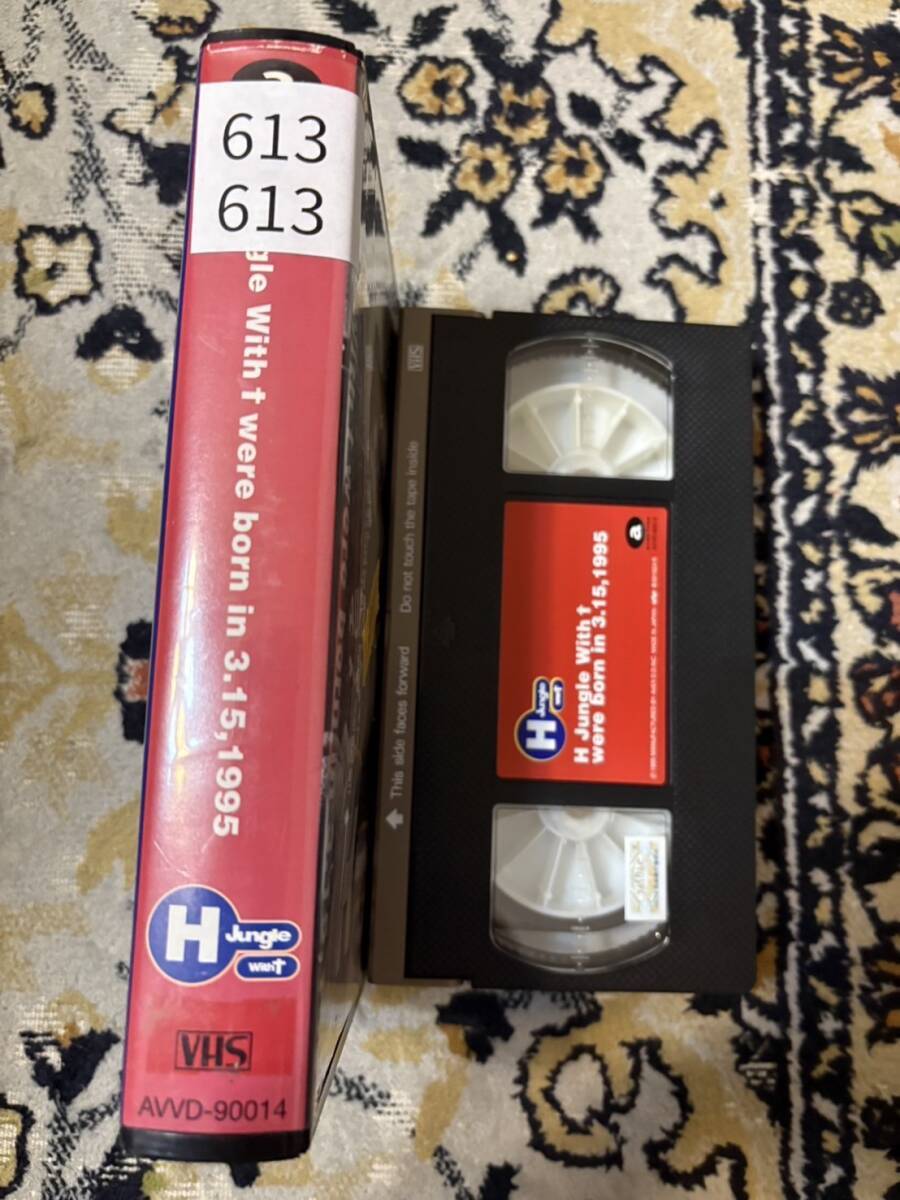 613
613
gle With t were born in 3.15,1995
H Jungle
With t
VHS
AVVD-90014
VHS
This side faces forward Do not touch the tape inside
a
H Jungle With t
were born in 3.15,1995
H Jungle